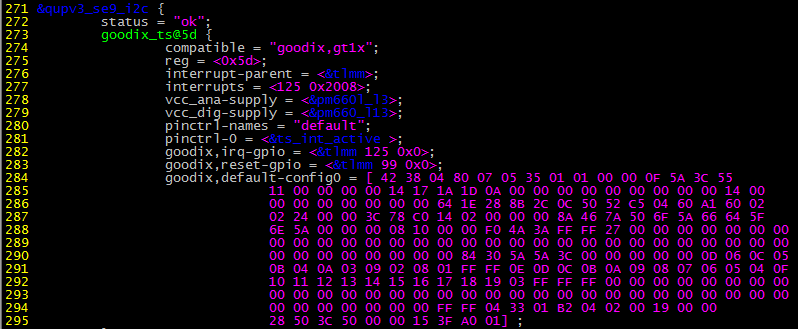 271 &qupv3_se9_i2c {
272         status = "ok";
273         goodix_ts@5d {
274                 compatible = "goodix,gt1x";
275                 reg = <0x5d>;
276                 interrupt-parent = <&tlmm>;
277                 interrupts = <125 0x2008>;
278                 vcc_ana-supply = <&pm660l_l3>;
279                 vcc_dig-supply = <&pm660_l13>;
280                 pinctrl-names = "default";
281                 pinctrl-0 = <&ts_int_active >;
282                 goodix,irq-gpio = <&tlmm 125 0x0>;
283                 goodix,reset-gpio = <&tlmm 99 0x0>;
284                 goodix,default-config0 = [ 42 38 04 80 07 05 35 01 01 00 00 0F 5A 3C 55
285                         11 00 00 00 00 14 17 1A 1D 0A 00 00 00 00 00 00 00 00 00 14 00
286                         00 00 00 00 00 00 64 1E 28 8B 2C 0C 50 52 C5 04 60 A1 60 02
287                         02 24 00 00 3C 78 C0 14 02 00 00 00 8A 46 7A 50 6F 5A 66 64 5F
288                         6E 5A 00 00 00 08 10 00 00 F0 4A 3A FF FF 27 00 00 00 00 00 00 00
289                         00 00 00 00 00 00 00 00 00 00 00 00 00 00 00 00 00 00 00 00 00 00
290                         00 00 00 00 00 00 00 84 30 5A 5A 3C 00 00 00 00 00 0D 06 0C 05
291                         0B 04 0A 03 09 02 08 01 FF FF 0E 0D 0C 0B 0A 09 08 07 06 05 04 0F
292                         10 11 12 13 14 15 16 17 18 19 03 FF FF FF 00 00 00 00 00 00 00 00
293                         00 00 00 00 00 00 00 00 00 00 00 00 00 00 00 00 00 00 00 00 00 00
294                         00 00 00 00 00 00 FF FF 04 33 01 B2 04 02 00 19 00 00
295                         28 50 3C 50 00 00 15 3F A0 01] ;